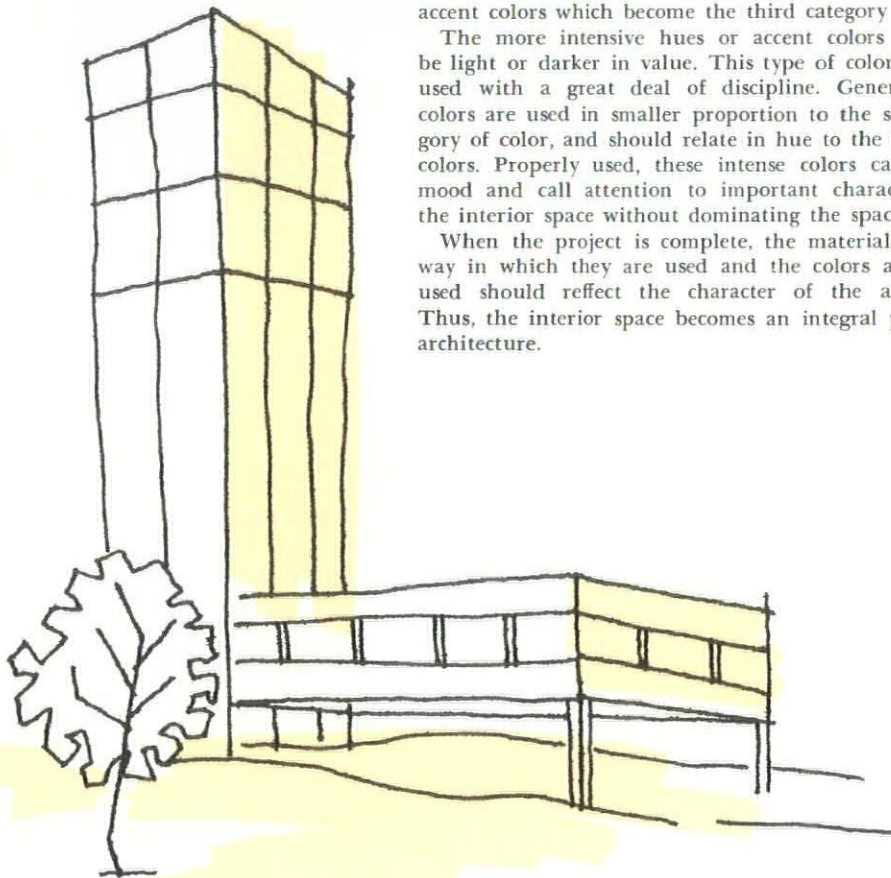 accent colors which become the third category
The more intensive hues or accent colors
be light or darker in value. This type of color
used with a great deal of discipline. Gener
colors are used in smaller proportion to the s
gory of color, and should relate in hue to the
colors. Properly used, these intense colors ca
mood and call attention to important charac
the interior space without dominating the spac
When the project is complete, the material
way in which they are used and the colors a
used should reffect the character of the a
Thus, the interior space becomes an integral p
architecture.